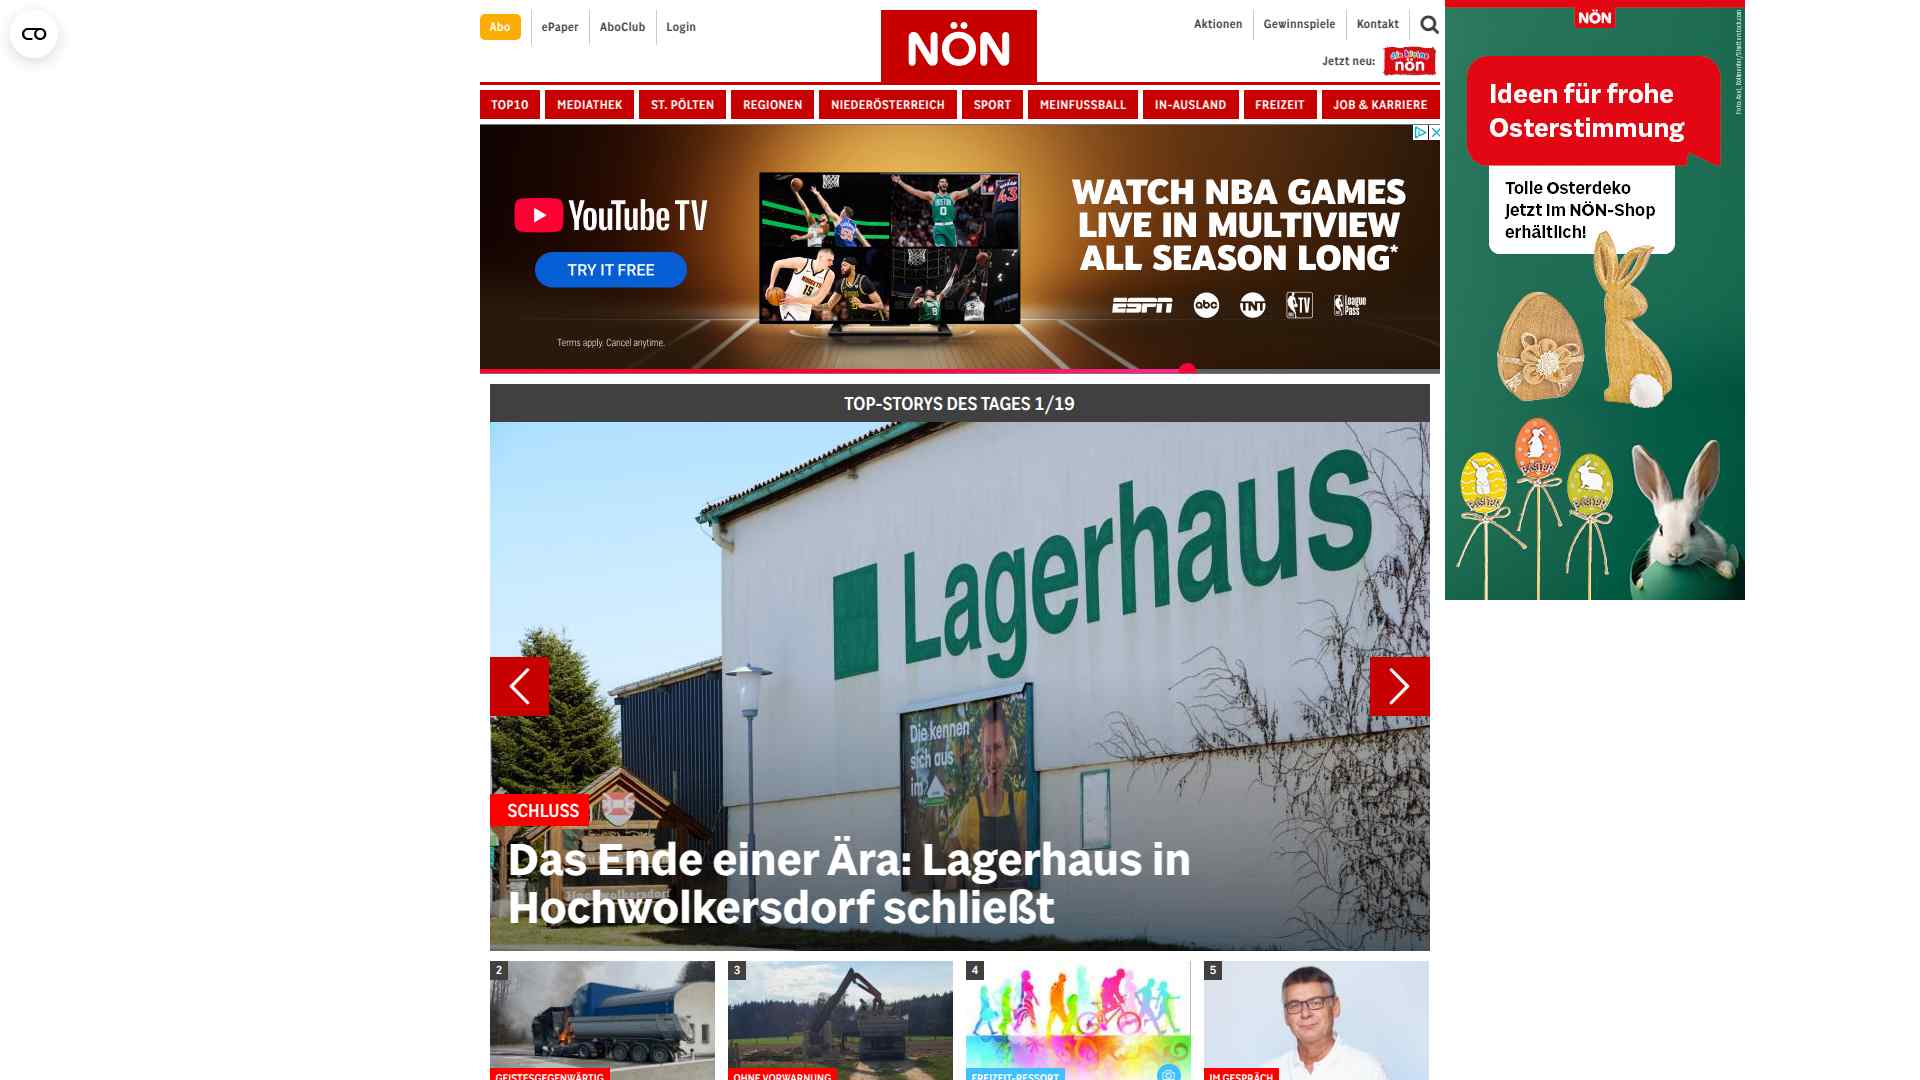 Abo
ePaper
AboClub
Login
NÖN
Aktionen
Gewinnspiele
Kontakt
Jetzt neu:
die kleine
nön
TOP10
MEDIATHEK
ST. PÖLTEN
REGIONEN
NIEDERÖSTERREICH
SPORT
MEINFUSSBALL
IN-AUSLAND
FREIZEIT
JOB & KARRIERE
YouTube TV
TRY IT FREE
Terms apply. Cancel anytime.
WATCH NBA GAMES
LIVE IN MULTIVIEW
ALL SEASON LONG*
ESPN
abc
TNT
TV
League
Pass
NÖN
Ideen für frohe
Osterstimmung
Tolle Osterdeko
jetzt im NÖN-Shop
erhältlich!
TOP-STORYS DES TAGES 1/19
Lagerhaus
Die kennen
sich aus
im
SCHLUSS
Das Ende einer Ära: Lagerhaus in
Hochwolkersdorf schließt
2
3
4
5
GEISTESGEGENWÄRTIG
OHNE VORWARNUNG
FREIZEIT-RESSORT
IM GESPRÄCH